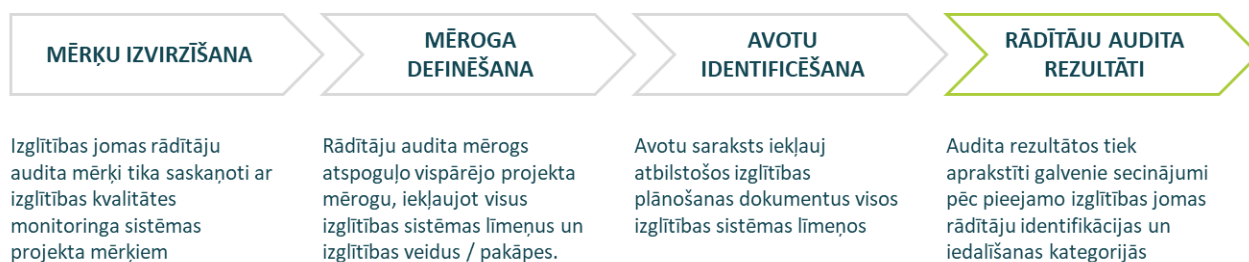 MĒRĶU IZVIRZĪŠANA
MĒROGA
DEFINĒŠANA
AVOTU
IDENTIFICĒŠANA
RĀDĪTĀJU AUDITA
REZULTĀTI
Izglītības jomas rādītāju
audita mērķi tika saskaņoti ar
izglītības kvalitātes
monitoringa sistēmas
projekta mērķiem
Rādītāju audita mērogs
atspoguļo vispārējo projekta
mērogu, iekļaujot visus
izglītības sistēmas līmeņus un
izglītības veidus / pakāpes.
Avotu saraksts iekļauj
atbilstošos izglītības
plānošanas dokumentus visos
izglītības sistēmas līmeņos
Audita rezultātos tiek
aprakstīti galvenie secinājumi
pēc pieejamo izglītības jomas
rādītāju identifikācijas un
iedalīšanas kategorijās